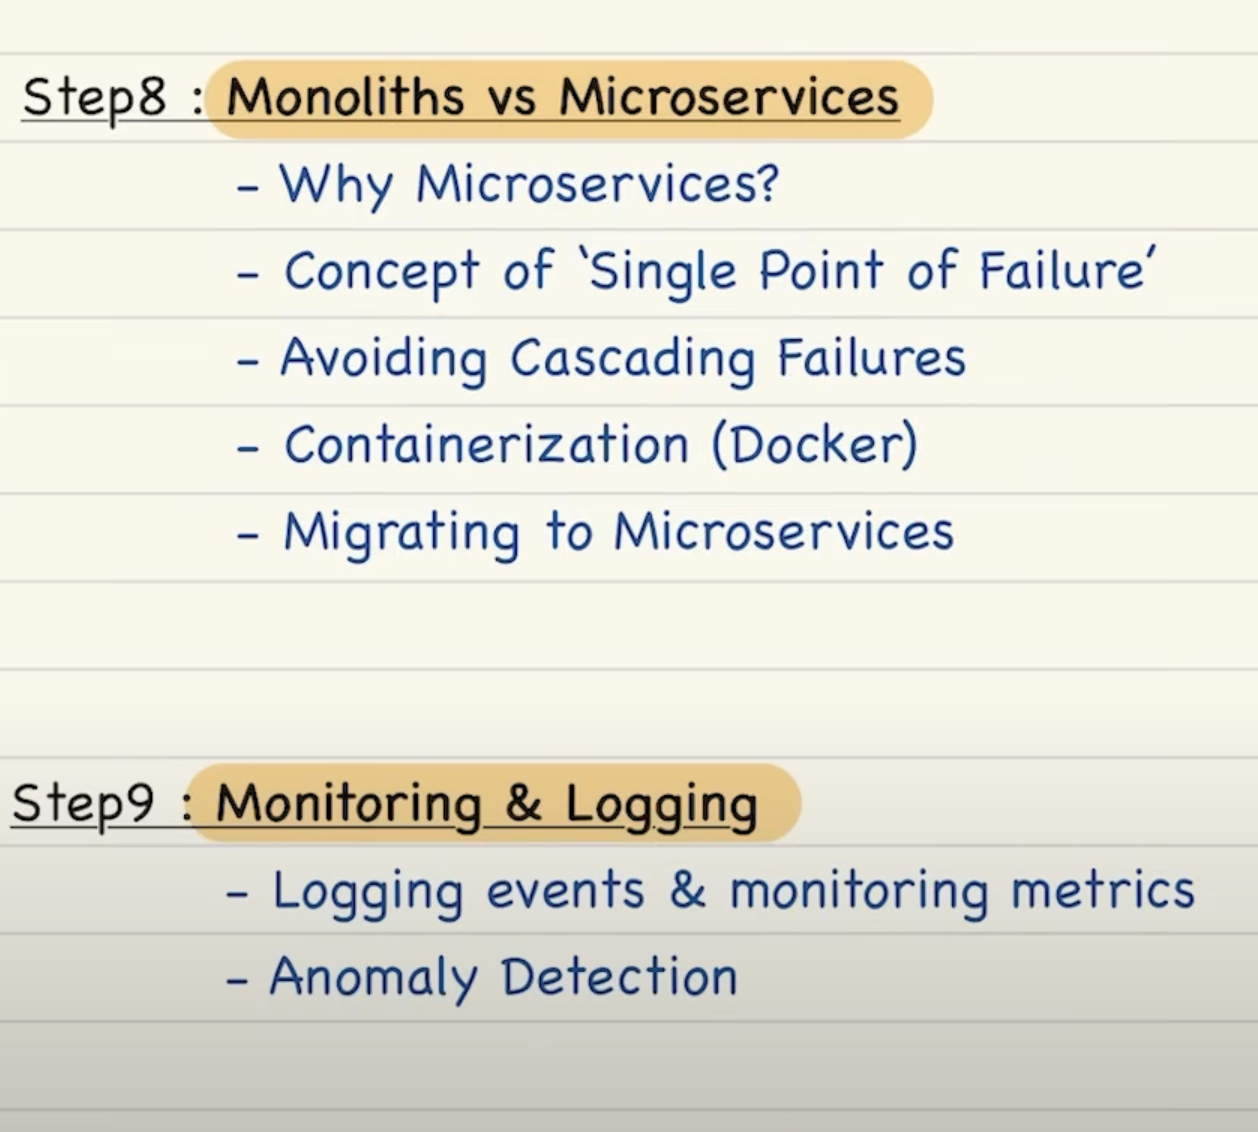 Step8 : Monoliths vs Microservices
- Why Microservices?
- Concept of ‘Single Point of Failure’
- Avoiding Cascading Failures
- Containerization (Docker)
- Migrating to Microservices
Step9 : Monitoring & Logging
- Logging events & monitoring metrics
- Anomaly Detection